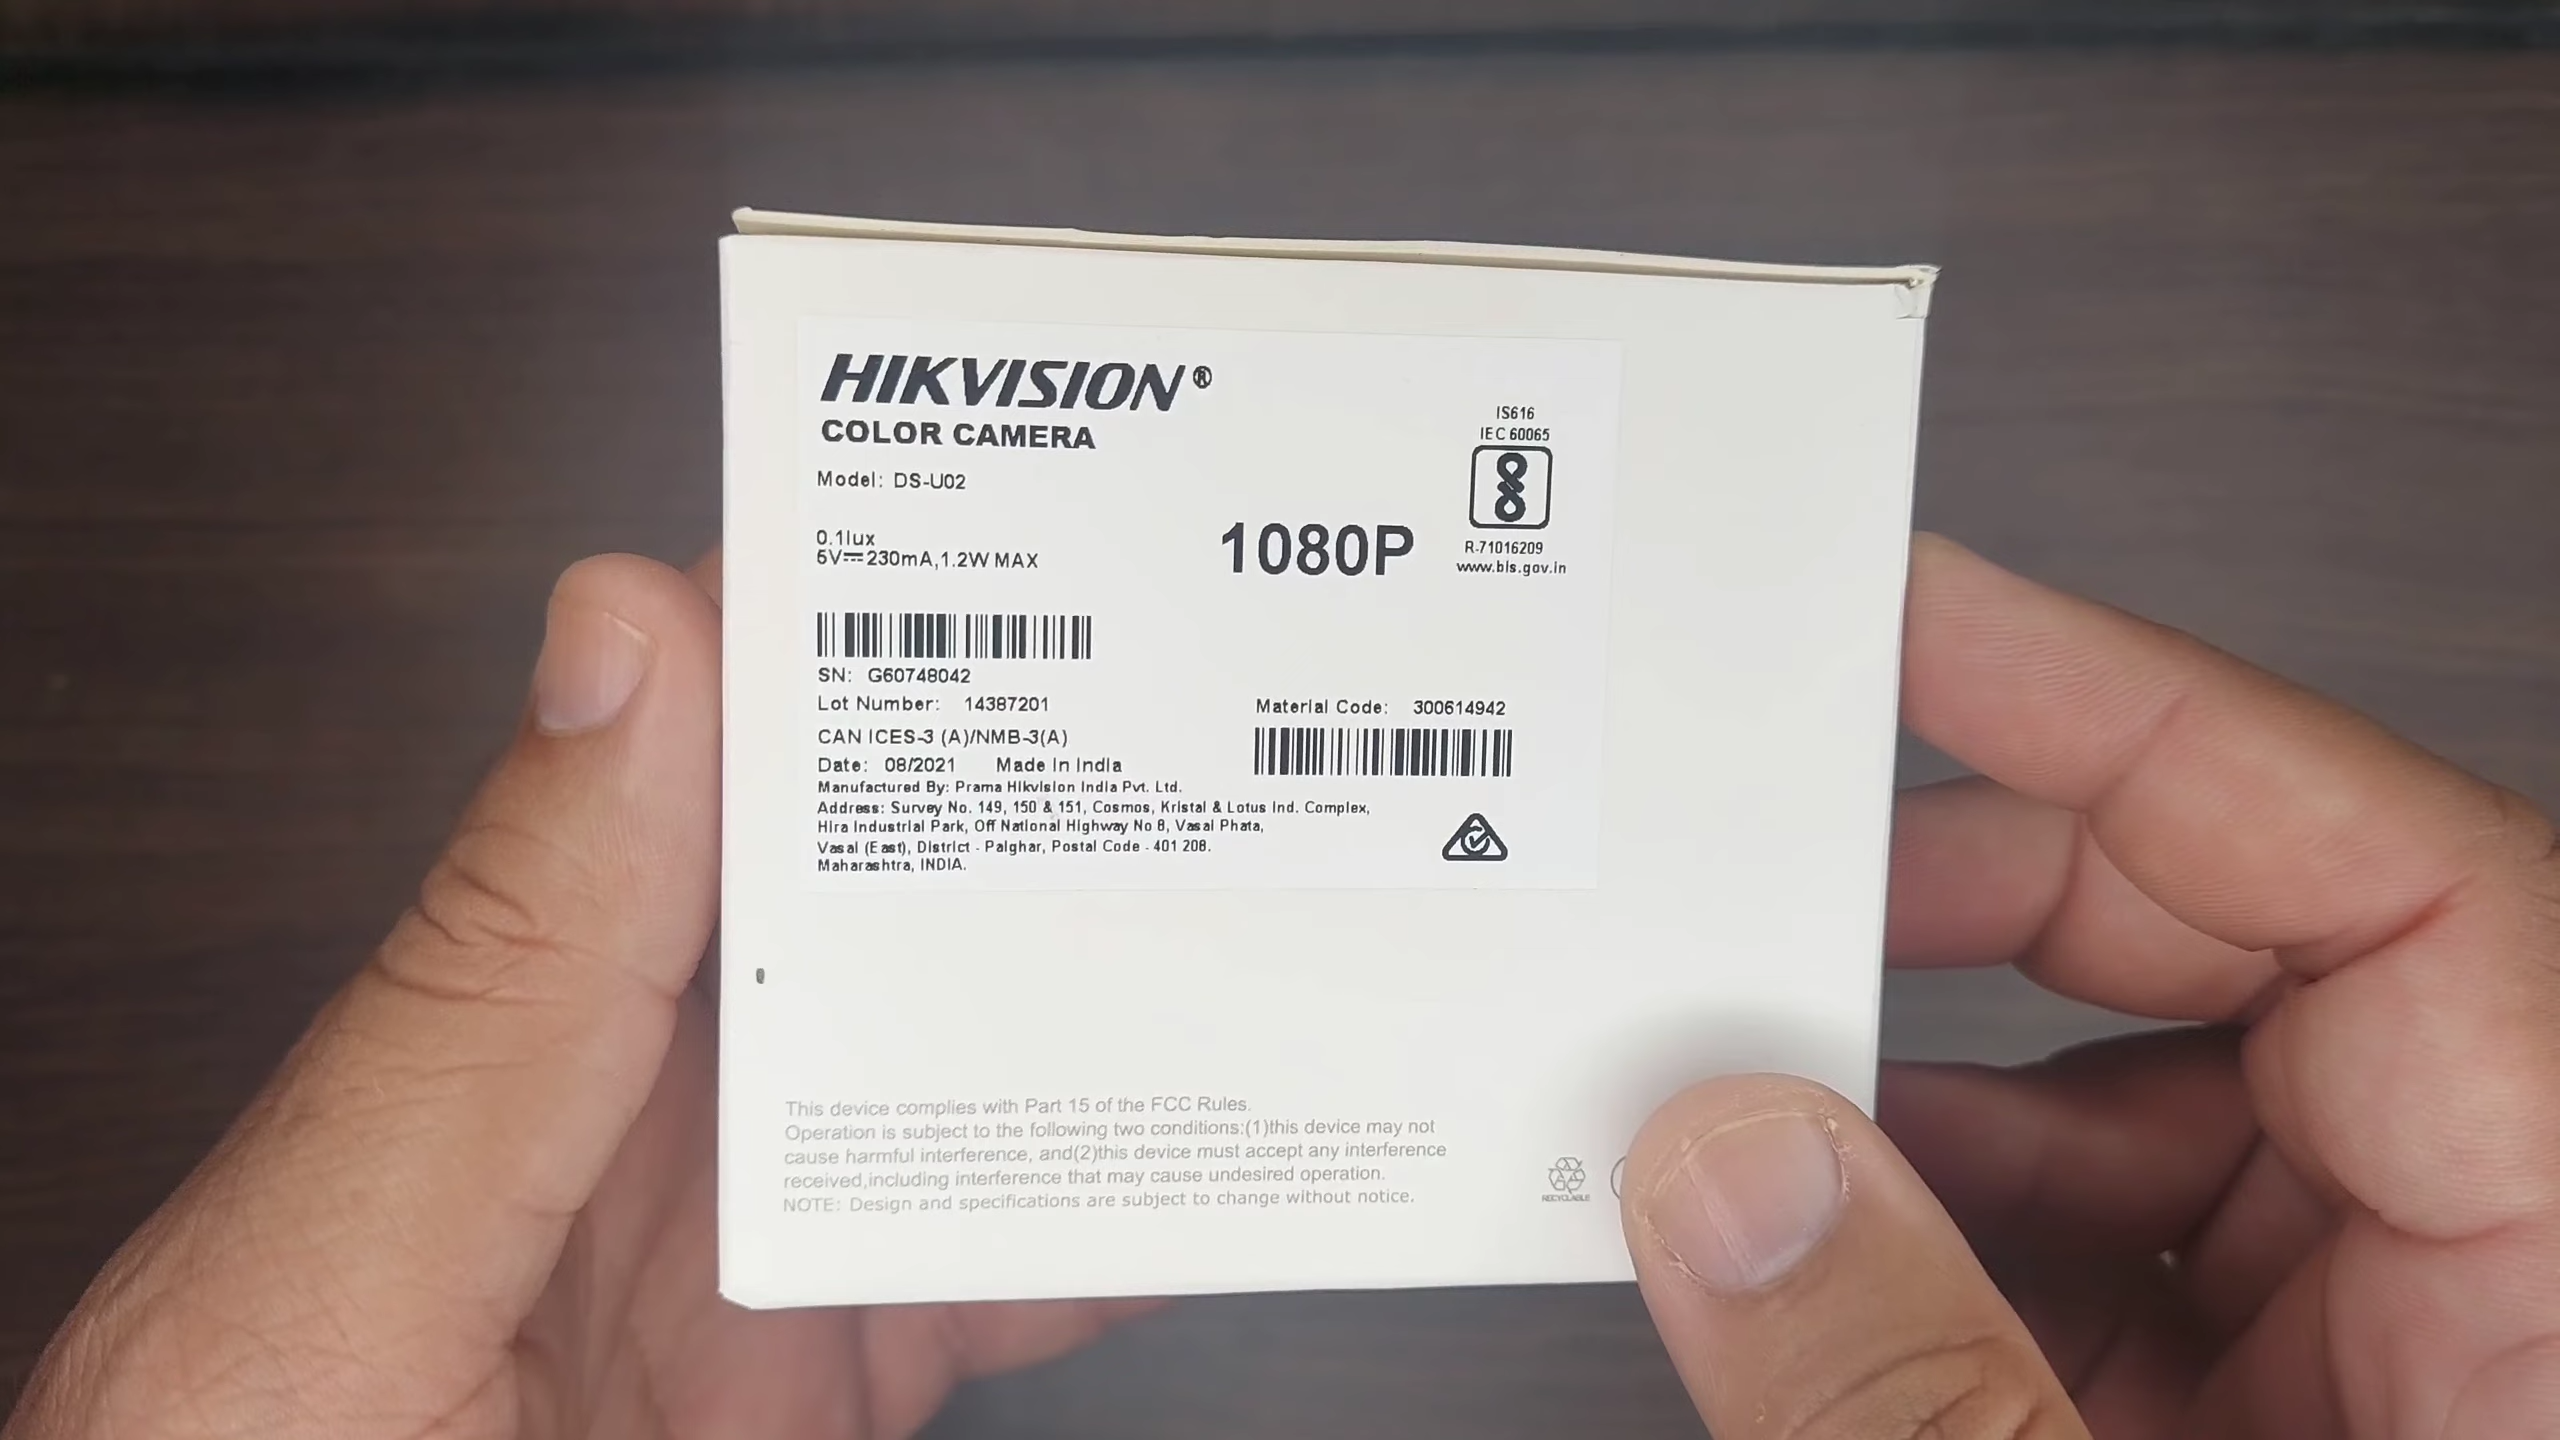 HIKVISION®
COLOR CAMERA
Model: DS-U02
0.1lux
5V⎓230mA,1.2W MAX
1080P
IS616
IEC 60065
R-71016209
www.bis.gov.in
SN: G60748042
Lot Number: 14387201
Material Code: 300614942
CAN ICES-3 (A)/NMB-3(A)
Date: 08/2021 Made In India
Manufactured By: Prama Hikvision India Pvt. Ltd.
Address: Survey No. 149, 150 & 151, Cosmos, Kristal & Lotus Ind. Complex,
Hira Industrial Park, Off National Highway No 8, Vasai Phata,
Vasai (East), District - Palghar, Postal Code - 401 208.
Maharashtra, INDIA.
This device complies with Part 15 of the FCC Rules.
Operation is subject to the following two conditions:(1)this device may not
cause harmful interference, and(2)this device must accept any interference
received,including interference that may cause undesired operation.
NOTE: Design and specifications are subject to change without notice.
RECYCLABLE